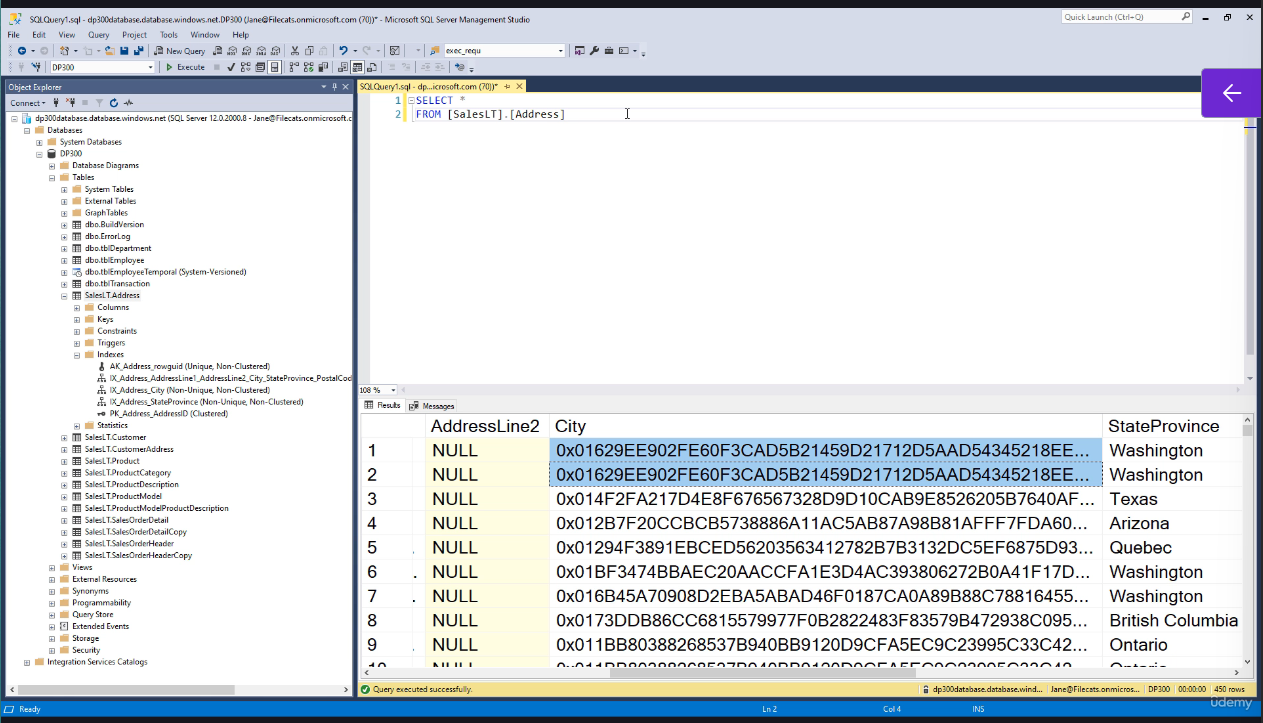 SQLQuery1.sql - dp300database.database.windows.net.DP300 (Jane@Filecats.onmicrosoft.com (70))* - Microsoft SQL Server Management Studio
Quick Launch (Ctrl+Q)
File Edit View Query Project Tools Window Help
New Query
exec_requ
DP300
Execute
Object Explorer
SQLQuery1.sql - dp...icrosoft.com (70))*
Connect
1 SELECT *
2 FROM [SalesLT].[Address]
dp300database.database.windows.net (SQL Server 12.0.2000.8 - Jane@Filecats.onmicrosoft.c
Databases
System Databases
DP300
Database Diagrams
Tables
System Tables
External Tables
GraphTables
dbo.BuildVersion
dbo.ErrorLog
dbo.tblDepartment
dbo.tblEmployee
dbo.tblEmployeeTemporal (System-Versioned)
dbo.tblTransaction
SalesLT.Address
Columns
Keys
Constraints
Triggers
Indexes
AK_Address_rowguid (Unique, Non-Clustered)
IX_Address_AddressLine1_AddressLine2_City_StateProvince_PostalCod
IX_Address_City (Non-Unique, Non-Clustered)
IX_Address_StateProvince (Non-Unique, Non-Clustered)
PK_Address_AddressID (Clustered)
Statistics
SalesLT.Customer
SalesLT.CustomerAddress
SalesLT.Product
SalesLT.ProductCategory
SalesLT.ProductDescription
SalesLT.ProductModel
SalesLT.ProductModelProductDescription
SalesLT.SalesOrderDetail
SalesLT.SalesOrderDetailCopy
SalesLT.SalesOrderHeader
SalesLT.SalesOrderHeaderCopy
Views
External Resources
Synonyms
Programmability
Query Store
Extended Events
Storage
Security
Integration Services Catalogs
108 %
Results Messages
AddressLine2 City StateProvince
1 NULL 0x01629EE902FE60F3CAD5B21459D21712D5AAD54345218EE... Washington
2 NULL 0x01629EE902FE60F3CAD5B21459D21712D5AAD54345218EE... Washington
3 NULL 0x014F2FA217D4E8F676567328D9D10CAB9E8526205B7640AF... Texas
4 NULL 0x012B7F20CCBCB5738886A11AC5AB87A98B81AFFF7FDA60... Arizona
5 NULL 0x01294F3891EBCED56203563412782B7B3132DC5EF6875D93... Quebec
6 NULL 0x01BF3474BBAEC20AACCFA1E3D4AC393806272B0A41F17D... Washington
7 NULL 0x016B45A70908D2EBA5ABAD46F0187CA0A89B88C78816455... Washington
8 NULL 0x0173DDB86CC6815579977F0B2822483F83579B472938C095... British Columbia
9 NULL 0x011BB80388268537B940BB9120D9CFA5EC9C23995C33C42... Ontario
Query executed successfully. dp300database.database.wind... Jane@Filecats.onmicros... DP300 00:00:00 450 rows
Ready Ln 2 Col 4 INS
ûdemy